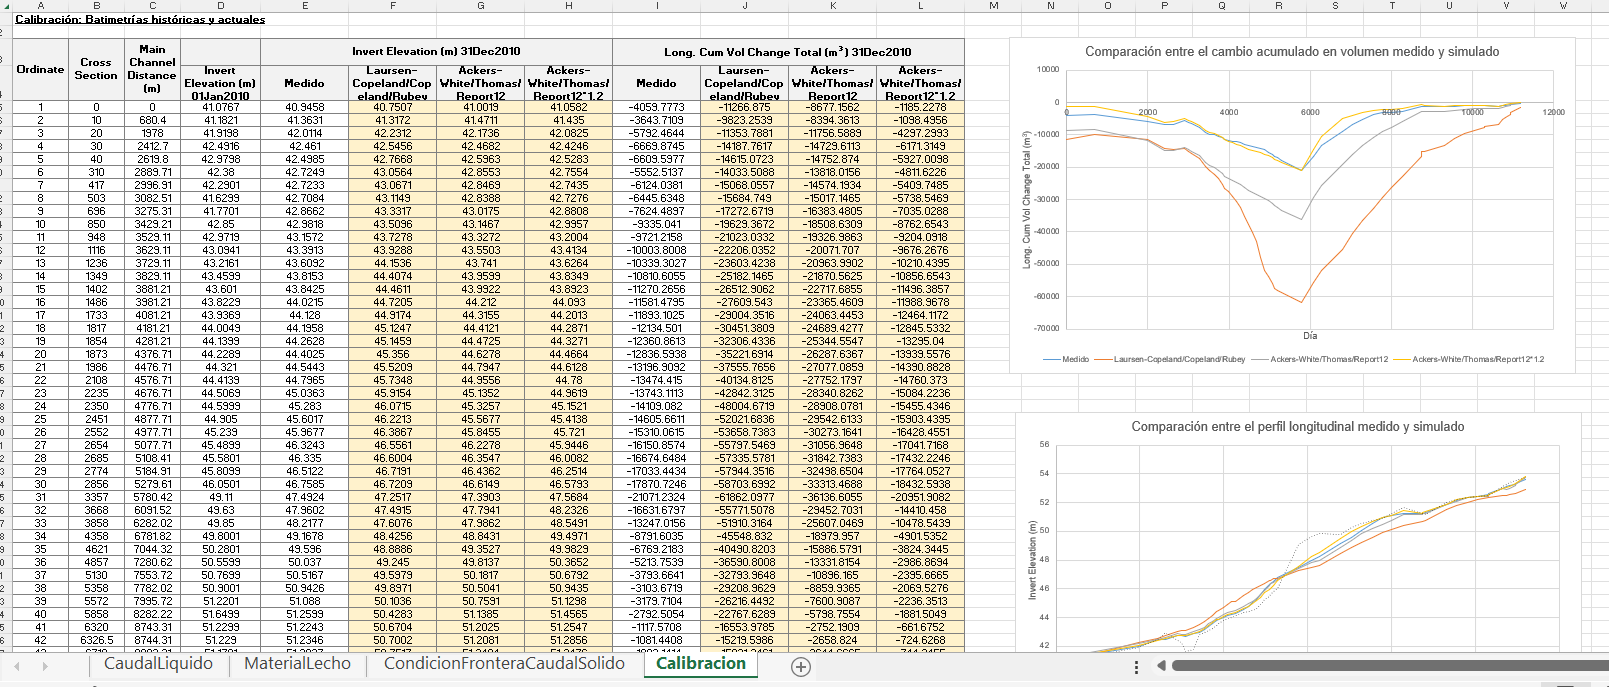 A B C D E F G H I J K L M N O P Q R S T U V W
Calibración: Batimetrías históricas y actuales
Ordinate | Cross Section | Main Channel Distance (m) | Invert Elevation (m) 01Jan2010 | Invert Elevation (m) 31Dec2010 | Long. Cum Vol Change Total (m³) 31Dec2010
Medido | Laursen-Copeland/Copeland/Rubey | Ackers-White/Thomas/Report12 | Ackers-White/Thomas/Report12*1.2 | Medido | Laursen-Copeland/Copeland/Rubey | Ackers-White/Thomas/Report12 | Ackers-White/Thomas/Report12*1.2
1 0 0 41.0767 40.9458 40.7507 41.0019 41.0582 -4059.7773 -11266.875 -8677.1562 -1185.2278
2 10 680.4 41.1821 41.3631 41.3172 41.4711 41.435 -3643.7109 -9823.2539 -8394.3613 -1098.4956
3 20 1978 41.9198 42.0114 42.2312 42.1736 42.0825 -5792.4644 -11353.7881 -11756.5889 -4297.2993
4 30 2412.7 42.4916 42.461 42.5456 42.4682 42.4246 -6669.8745 -14187.7617 -14729.6113 -6171.3149
5 40 2619.8 42.9798 42.4985 42.7668 42.5963 42.5283 -6609.5977 -14615.0723 -14752.874 -5927.0098
6 310 2889.71 42.38 42.7249 43.0564 42.8553 42.7554 -5552.5137 -14033.5088 -13818.0156 -4811.6226
7 417 2996.91 42.2901 42.7233 43.0671 42.8469 42.7435 -6124.0381 -15068.0557 -14574.1934 -5409.7485
8 503 3082.51 41.6299 42.7084 43.1149 42.8388 42.7276 -6445.6348 -15684.749 -15017.1465 -5738.5469
9 696 3275.31 41.7701 42.8662 43.3317 43.0175 42.8808 -7624.4897 -17272.6719 -16383.4805 -7035.0288
10 850 3429.21 42.85 42.9818 43.5096 43.1467 42.9957 -9335.041 -19629.3672 -18508.6309 -8762.6543
11 948 3529.11 42.9719 43.1572 43.7278 43.3272 43.2004 -9721.2158 -21023.0332 -19326.9863 -9204.0918
12 1116 3629.11 43.0941 43.3913 43.9288 43.5503 43.4134 -10003.8008 -22206.0352 -20071.707 -9676.2676
13 1236 3729.11 43.2161 43.6092 44.1536 43.741 43.6264 -10339.3027 -23603.4238 -20963.9902 -10210.4395
14 1349 3829.11 43.4599 43.8153 44.4074 43.9599 43.8349 -10810.6055 -25182.1465 -21870.5625 -10856.6543
15 1402 3881.21 43.601 43.8425 44.4611 43.9922 43.8923 -11270.2656 -26512.9062 -22717.6855 -11496.3857
16 1486 3981.21 43.8229 44.0215 44.7205 44.212 44.093 -11581.4795 -27609.543 -23365.4609 -11988.9678
17 1733 4081.21 43.9369 44.128 44.9174 44.3155 44.2013 -11893.1025 -29004.3516 -24063.4453 -12464.1172
18 1817 4181.21 44.0049 44.1958 45.1247 44.4121 44.2871 -12134.501 -30451.3809 -24689.4277 -12845.5332
19 1854 4281.21 44.1399 44.2628 45.1459 44.4725 44.3271 -12360.8613 -32306.4336 -25344.5547 -13295.04
20 1873 4376.71 44.2289 44.4025 45.356 44.6278 44.4664 -12836.5938 -35221.6914 -26287.6367 -13939.5576
21 1986 4476.71 44.321 44.5443 45.5209 44.7947 44.6128 -13196.9092 -37555.7656 -27077.0859 -14390.8828
22 2108 4576.71 44.4139 44.7965 45.7348 44.9556 44.78 -13474.415 -40134.8125 -27752.1797 -14760.373
23 2235 4676.71 44.5069 45.0363 45.9154 45.1352 44.9619 -13743.1113 -42842.3125 -28340.8262 -15084.2236
24 2350 4776.71 44.5999 45.283 46.0715 45.3257 45.1521 -14109.082 -48004.6719 -28908.0781 -15455.4346
25 2451 4877.71 44.905 45.6017 46.2213 45.5677 45.4138 -14605.6611 -52021.6836 -29542.6133 -15903.4395
26 2552 4977.71 45.239 45.9677 46.3867 45.8455 45.721 -15310.0615 -53658.7383 -30273.1641 -16428.4551
27 2654 5077.71 45.4899 46.3243 46.5561 46.2278 45.9446 -16150.8574 -55797.5469 -31056.9648 -17041.7168
28 2685 5108.41 45.5801 46.335 46.6004 46.3547 46.0082 -16674.6484 -57335.5781 -31842.7383 -17432.2246
29 2774 5184.91 45.8099 46.5122 46.7191 46.4362 46.2514 -17033.4434 -57944.3516 -32498.6504 -17764.0527
30 2856 5279.61 46.0501 46.7585 46.7209 46.6149 46.5793 -17870.7246 -58703.6992 -33313.4688 -18432.5938
31 3357 5780.42 49.11 47.4924 47.2517 47.3903 47.5684 -21071.2324 -61862.0977 -36136.6055 -20951.9082
32 3668 6091.52 49.63 47.9602 47.4915 47.7941 48.2326 -16631.6797 -55771.5078 -29452.7031 -14410.458
33 3858 6282.02 49.85 48.2177 47.6076 47.9862 48.5491 -13247.0156 -51910.3164 -25607.0469 -10478.5439
34 4358 6781.82 49.8001 49.1678 48.4256 48.8431 49.4971 -8791.6035 -45548.832 -18979.957 -4901.5352
35 4621 7044.32 50.2801 49.596 48.8886 49.3527 49.9829 -6769.2183 -40490.8203 -15886.5791 -3824.3445
36 4857 7280.62 50.5599 50.037 49.245 49.8137 50.3652 -5213.7539 -36590.8008 -13331.8154 -2986.8694
37 5130 7553.72 50.7699 50.5167 49.5979 50.1817 50.6792 -3793.6641 -32793.9648 -10896.165 -2395.6665
38 5358 7782.02 50.9001 50.9426 49.8971 50.5041 50.9435 -3103.6719 -29208.9629 -8859.9365 -2069.5276
39 5572 7995.72 51.2201 51.088 50.1036 50.7591 51.1298 -3179.7104 -26216.4492 -7600.9087 -2236.3513
40 5858 8282.22 51.6499 51.2599 50.4283 51.1385 51.4565 -2792.5054 -22767.6289 -5798.7554 -1881.5049
41 6320 8743.31 51.2299 51.2243 50.6704 51.2025 51.2547 -1117.5708 -16553.9785 -2752.1909 -661.6752
42 6326.5 8744.31 51.229 51.2346 50.7002 51.2081 51.2856 -1081.4408 -15219.5986 -2658.824 -724.6268
Comparación entre el cambio acumulado en volumen medido y simulado
10000
0
-10000
-20000
-30000
-40000
-50000
-60000
-70000
0 2000 4000 6000 8000 10000 12000
Long. Cum Vol Change Total (m³)
Día
Medido Laursen-Copeland/Copeland/Rubey Ackers-White/Thomas/Report12 Ackers-White/Thomas/Report12*1.2
Comparación entre el perfil longitudinal medido y simulado
56
54
52
50
48
46
44
42
Invert Elevation (m)
CaudalLiquido MaterialLecho CondicionFronteraCaudalSolido Calibracion